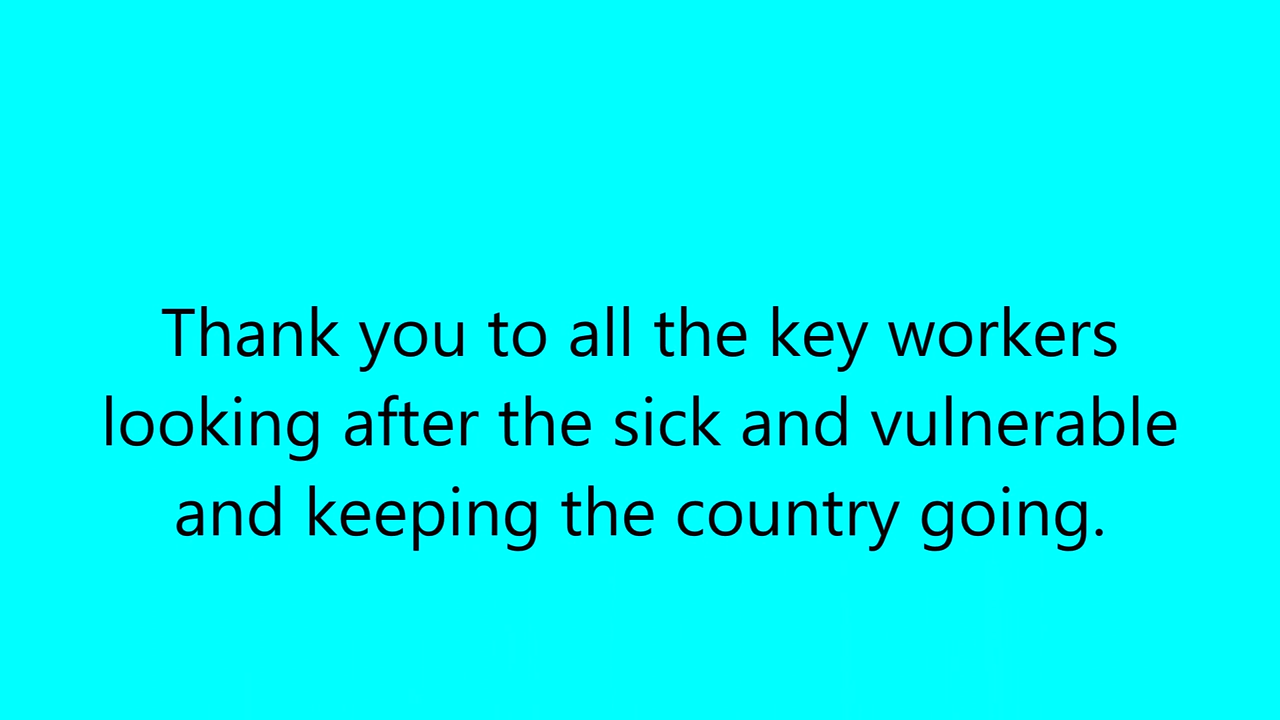 Thank you to all the key workers
looking after the sick and vulnerable
and keeping the country going.